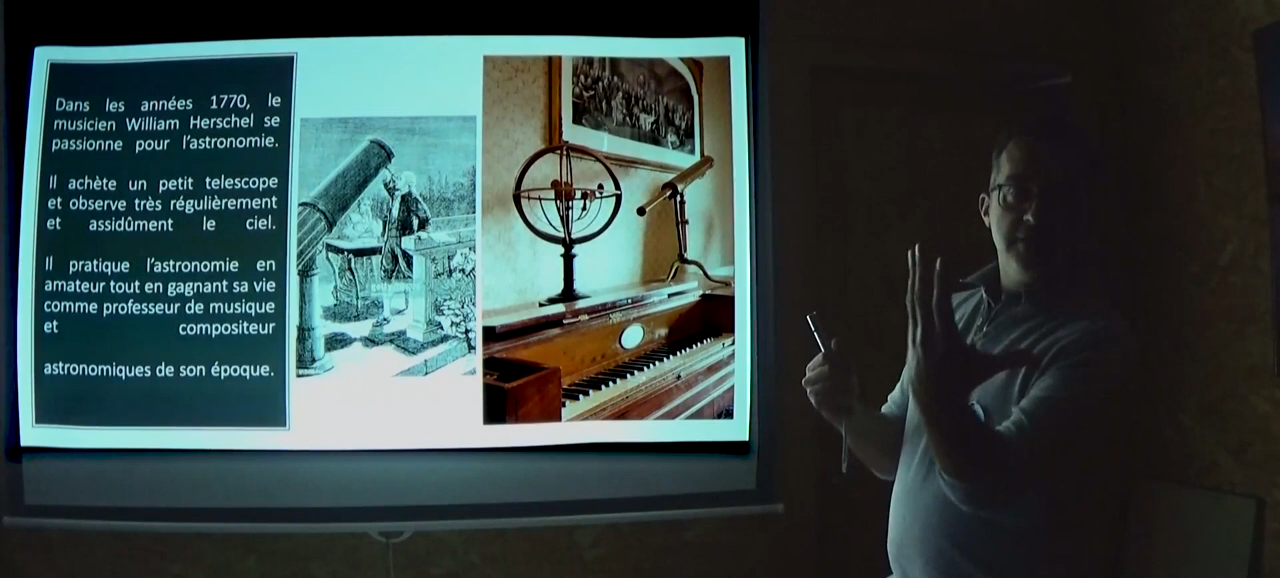 Dans les années 1770, le
musicien William Herschel se
passionne pour l'astronomie.
Il achète un petit telescope
et observe très régulièrement
et assidûment le ciel.
Il pratique l'astronomie en
amateur tout en gagnant sa vie
comme professeur de musique
et compositeur
astronomiques de son époque.